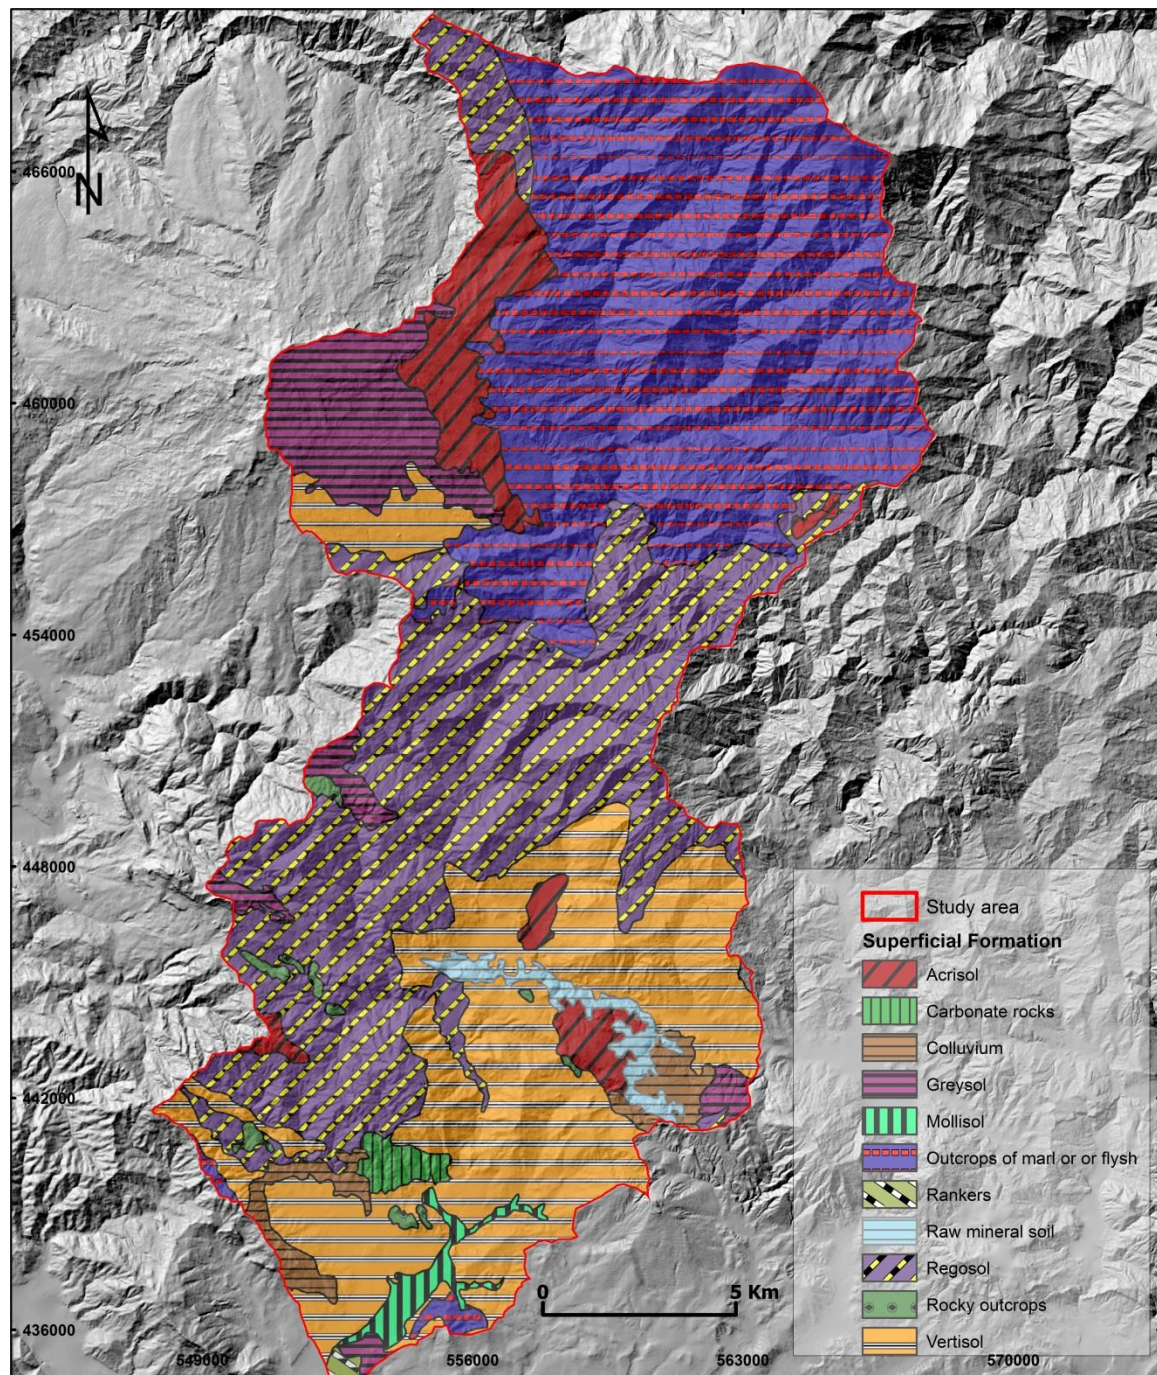 N
466000
460000
454000
448000
442000
436000
549000
556000
563000
570000
0 5 Km
Study area
Superficial Formation
Acrisol
Carbonate rocks
Colluvium
Greysol
Mollisol
Outcrops of marl or or flysh
Rankers
Raw mineral soil
Regosol
Rocky outcrops
Vertisol